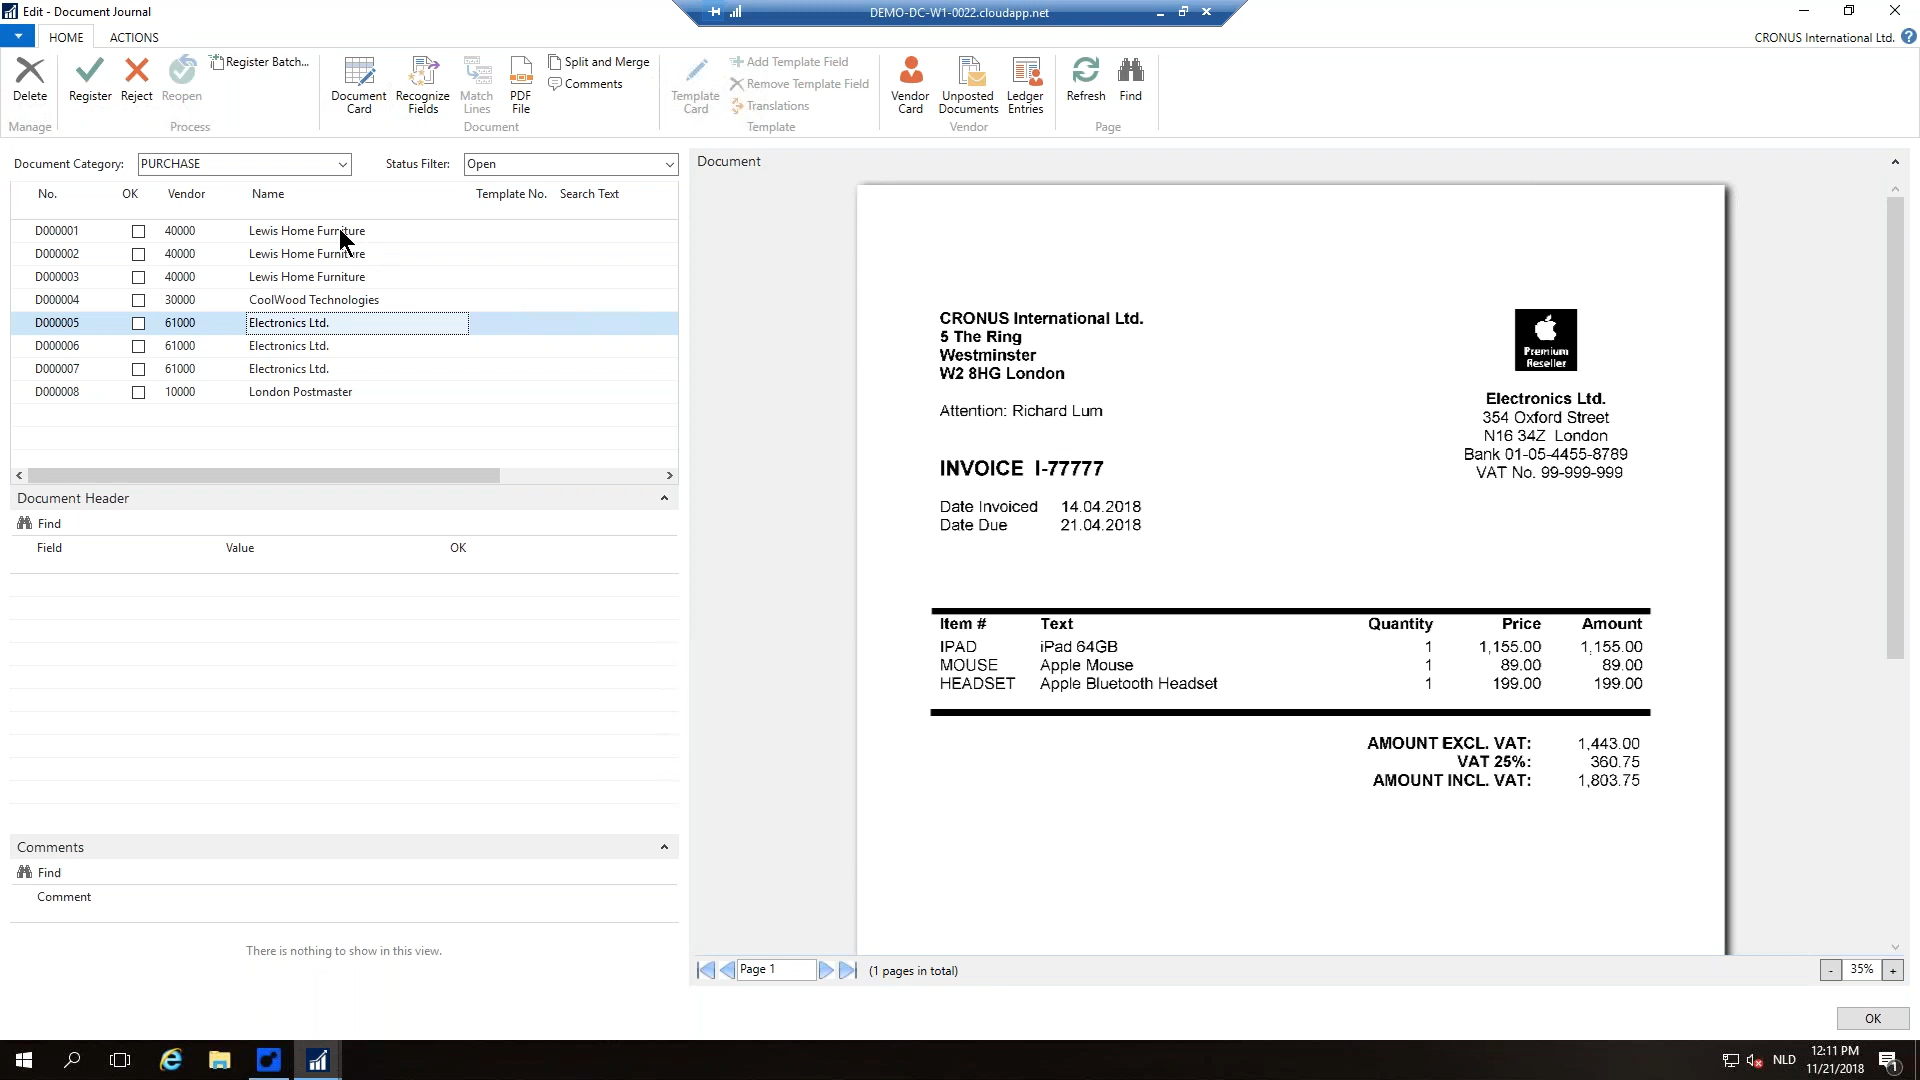 Edit - Document Journal
DEMO-DC-W1-0022.cloudapp.net
HOME ACTIONS
CRONUS International Ltd. ?
Delete
Register
Reject
Reopen
Register Batch...
Document Card
Recognize Fields
Match Lines
PDF File
Split and Merge
Comments
Template Card
Add Template Field
Remove Template Field
Translations
Vendor Card
Unposted Documents
Ledger Entries
Refresh
Find
Manage Process Document Template Vendor Page
Document Category: PURCHASE Status Filter: Open
No. OK Vendor Name Template No. Search Text
D000001 40000 Lewis Home Furniture
D000002 40000 Lewis Home Furniture
D000003 40000 Lewis Home Furniture
D000004 30000 CoolWood Technologies
D000005 61000 Electronics Ltd.
D000006 61000 Electronics Ltd.
D000007 61000 Electronics Ltd.
D000008 10000 London Postmaster
Document Header
Find
Field Value OK
Comments
Find
Comment
There is nothing to show in this view.
Document
CRONUS International Ltd.
5 The Ring
Westminster
W2 8HG London
Attention: Richard Lum
Premium
Reseller
Electronics Ltd.
354 Oxford Street
N16 34Z London
Bank 01-05-4455-8789
VAT No. 99-999-999
INVOICE I-77777
Date Invoiced 14.04.2018
Date Due 21.04.2018
Item # Text Quantity Price Amount
IPAD iPad 64GB 1 1,155.00 1,155.00
MOUSE Apple Mouse 1 89.00 89.00
HEADSET Apple Bluetooth Headset 1 199.00 199.00
AMOUNT EXCL. VAT: 1,443.00
VAT 25%: 360.75
AMOUNT INCL. VAT: 1,803.75
Page 1 (1 pages in total)
- 35% +
OK
NLD
12:11 PM
11/21/2018
1